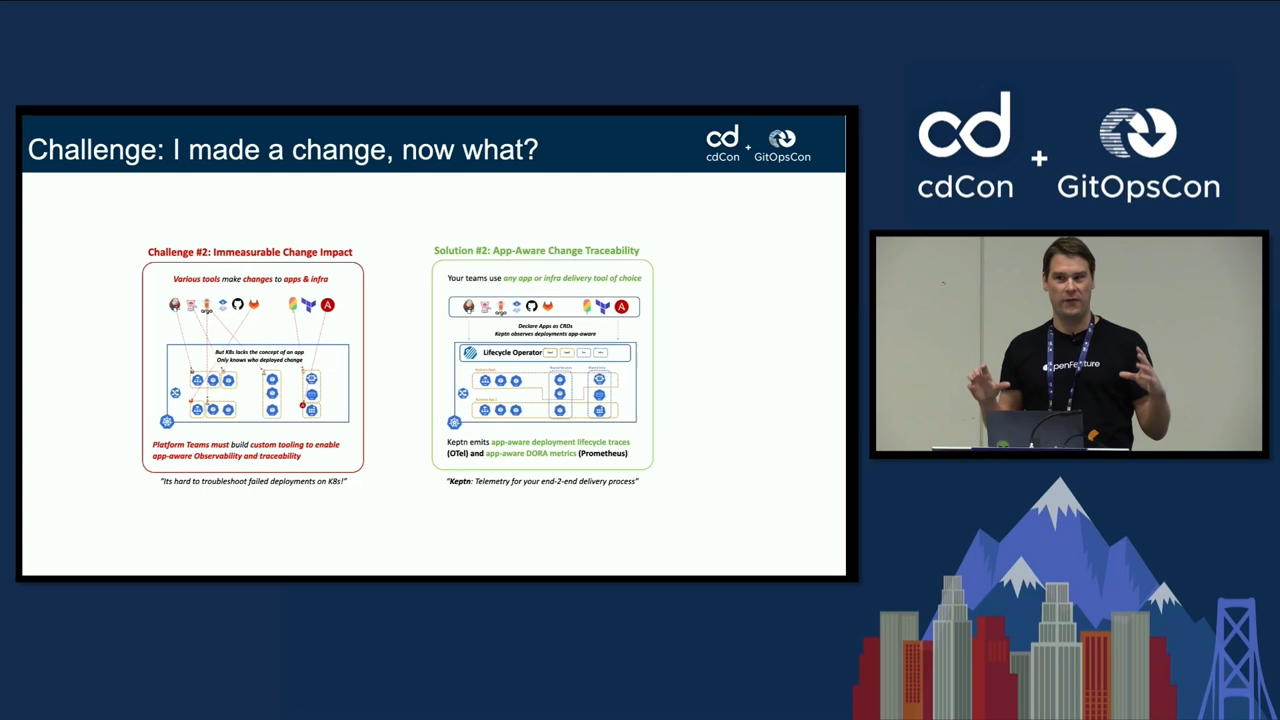 Challenge: I made a change, now what?
cd
cdCon
+
GitOpsCon
Challenge #2: Immeasurable Change Impact
Various tools make changes to apps & infra
argo
But K8s lacks the concept of an app
Only knows who deployed change
Platform Teams must build custom tooling to enable
app-aware Observability and traceability
"Its hard to troubleshoot failed deployments on K8s!"
Solution #2: App-Aware Change Traceability
Your teams use any app or infra delivery tool of choice
argo
Declare Apps as CRDs
Keptn observes deployments app-aware
Lifecycle Operator
Keptn emits app-aware deployment lifecycle traces
(OTel) and app-aware DORA metrics (Prometheus)
"Keptn: Telemetry for your end-2-end delivery process"
cd
cdCon
+
GitOpsCon
penFeature